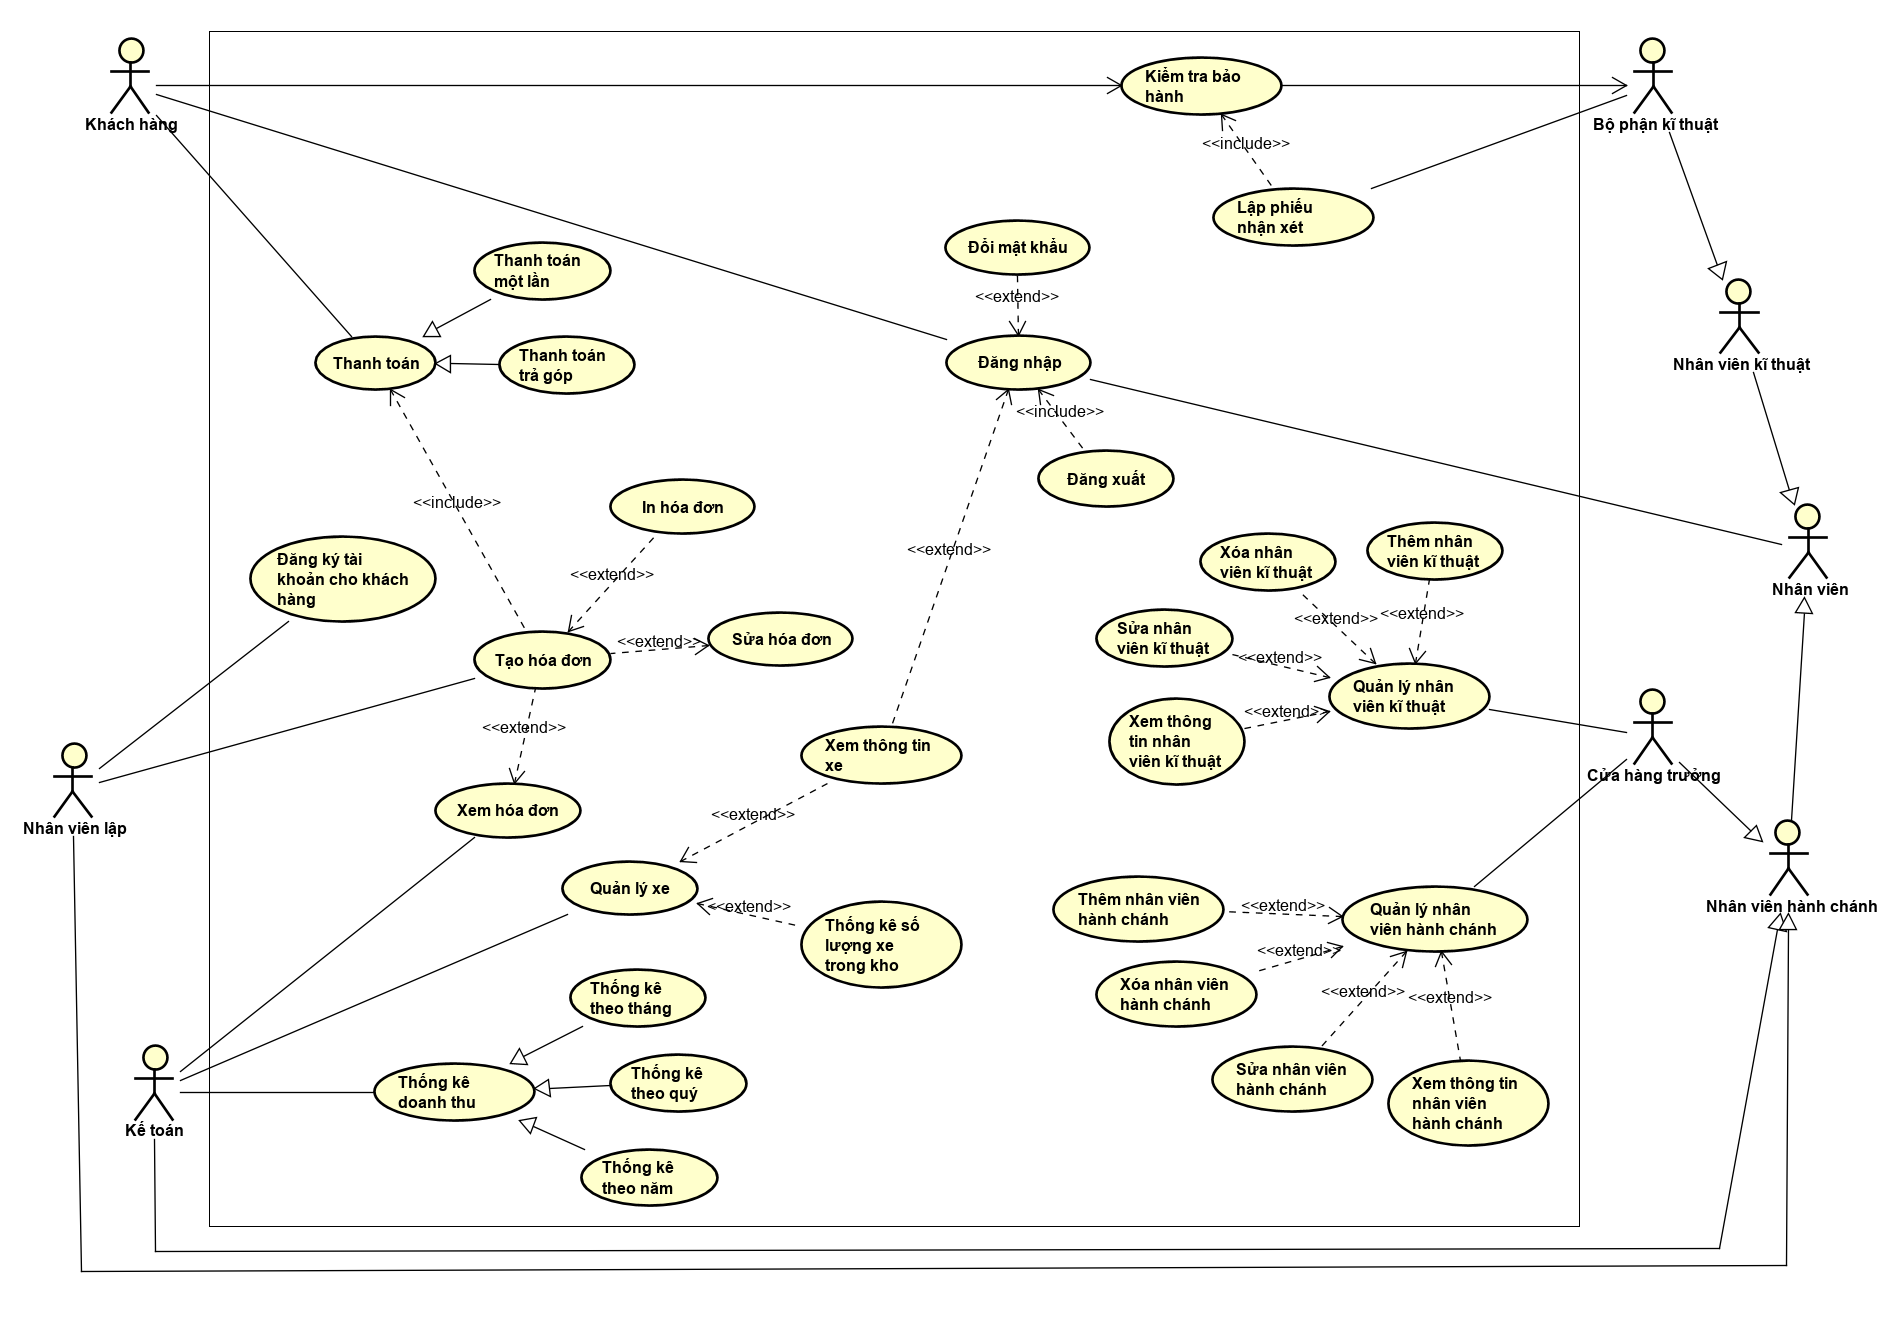 Khách hàng
Kiểm tra bảo
hành
Bộ phận kĩ thuật
<<include>>
Lập phiếu
nhận xét
Đổi mật khẩu
<<extend>>
Thanh toán
một lần
Thanh toán
Thanh toán
trả góp
Đăng nhập
Nhân viên kĩ thuật
<<include>>
Đăng xuất
<<include>>
In hóa đơn
<<extend>>
<<extend>>
Đăng ký tài
khoản cho khách
hàng
Xóa nhân
viên kĩ thuật
Thêm nhân
viên kĩ thuật
Nhân viên
<<extend>>
<<extend>>
Tạo hóa đơn
<<extend>>
Sửa hóa đơn
Sửa nhân
viên kĩ thuật
<<extend>>
Quản lý nhân
viên kĩ thuật
<<extend>>
Xem thông
tin nhân
viên kĩ thuật
<<extend>>
Xem thông tin
xe
Cửa hàng trưởng
Nhân viên lập
Xem hóa đơn
<<extend>>
Quản lý xe
<<extend>>
Thống kê số
lượng xe
trong kho
Thêm nhân viên
hành chánh
<<extend>>
Quản lý nhân
viên hành chánh
Nhân viên hành chánh
<<extend>>
Xóa nhân viên
hành chánh
<<extend>>
<<extend>>
Thống kê
theo tháng
Sửa nhân viên
hành chánh
Xem thông tin
nhân viên
hành chánh
Kế toán
Thống kê
doanh thu
Thống kê
theo quý
Thống kê
theo năm